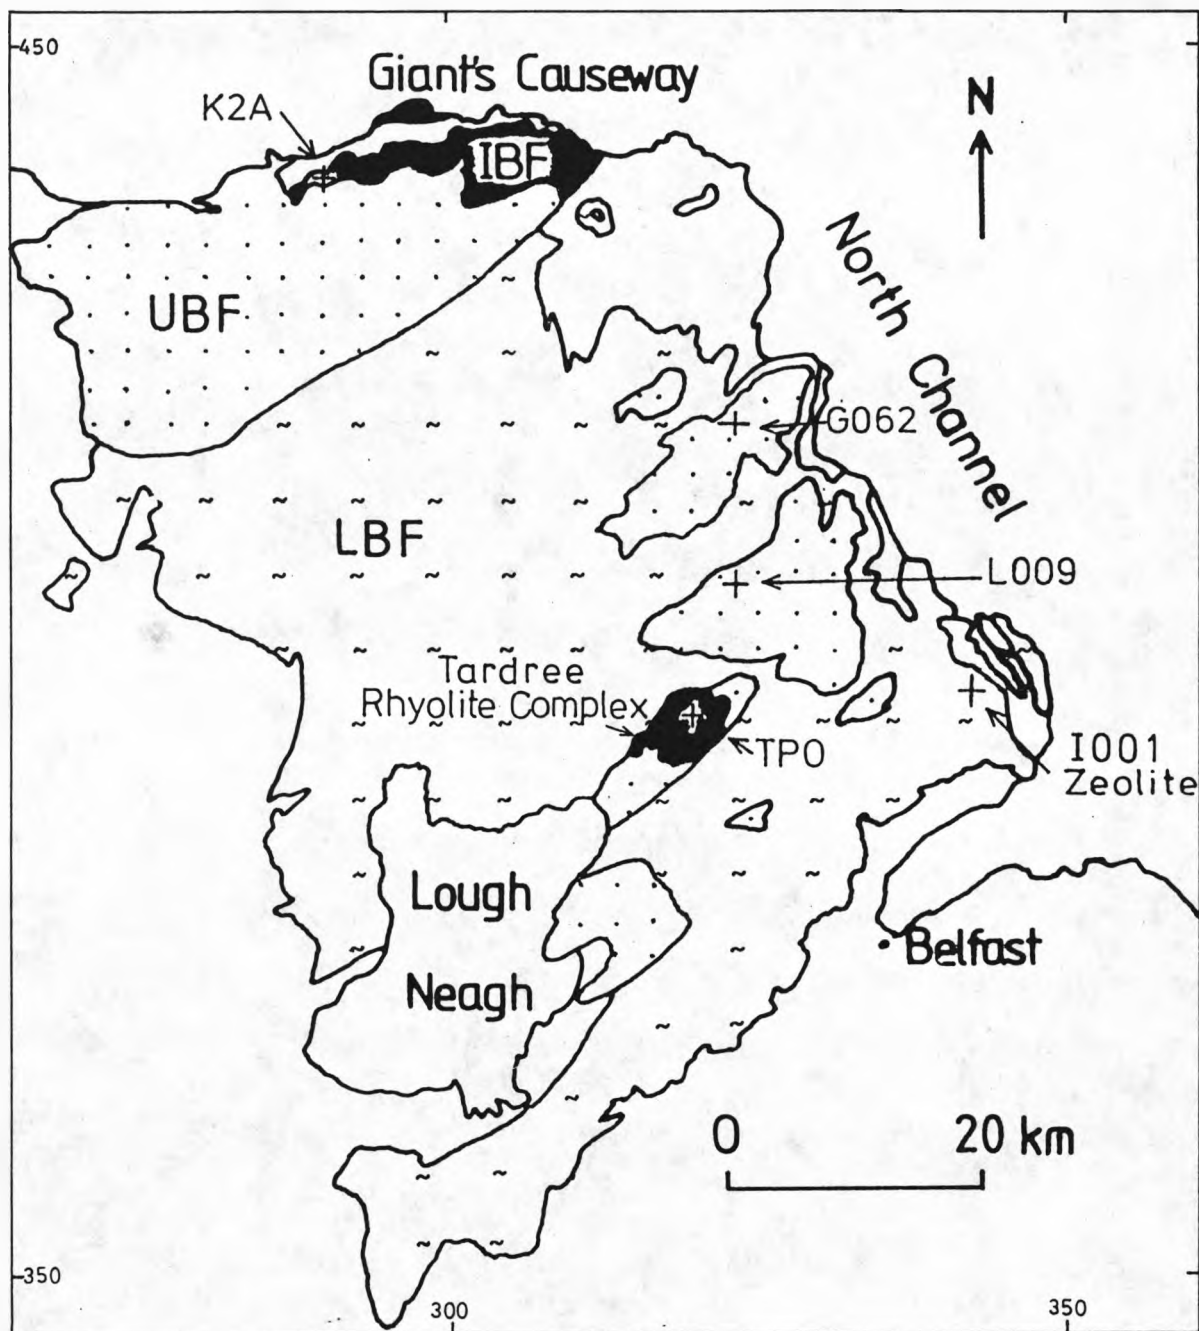 450
Giant's Causeway
K2A
N
IBF
North Channel
UBF
G062
LBF
L009
Tardree
Rhyolite Complex
TPO
I001
Zeolite
Lough
Neagh
Belfast
0 20 km
350
300
350